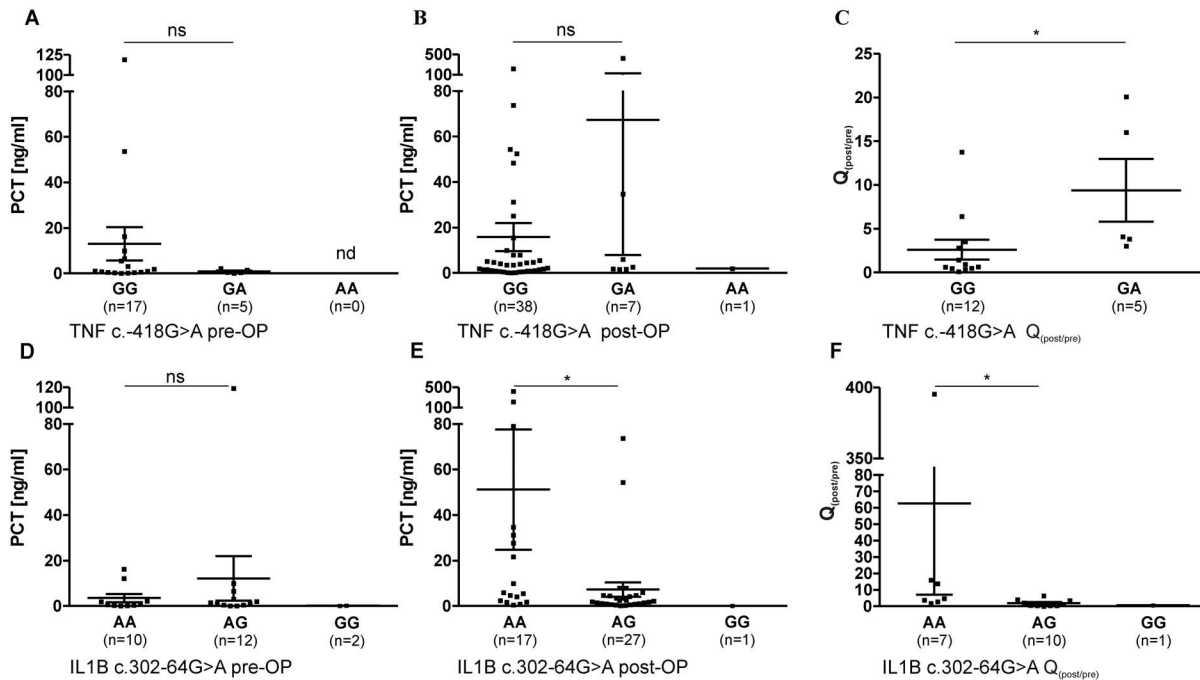 A
ns
125
100
80
60
40
20
0
PCT [ng/ml]
nd
GG
GA
AA
(n=17)
(n=5)
(n=0)
TNF c.-418G>A pre-OP
B
ns
500
100
80
60
40
20
0
PCT [ng/ml]
GG
GA
AA
(n=38)
(n=7)
(n=1)
TNF c.-418G>A post-OP
C
*
25
20
15
10
5
0
Q(post/pre)
GG
GA
(n=12)
(n=5)
TNF c.-418G>A Q(post/pre)
D
ns
120
100
80
60
40
20
0
PCT [ng/ml]
AA
AG
GG
(n=10)
(n=12)
(n=2)
IL1B c.302-64G>A pre-OP
E
*
500
100
80
60
40
20
0
PCT [ng/ml]
AA
AG
GG
(n=17)
(n=27)
(n=1)
IL1B c.302-64G>A post-OP
F
*
400
350
80
70
60
50
40
30
20
10
0
Q(post/pre)
AA
AG
GG
(n=7)
(n=10)
(n=1)
IL1B c.302-64G>A Q(post/pre)